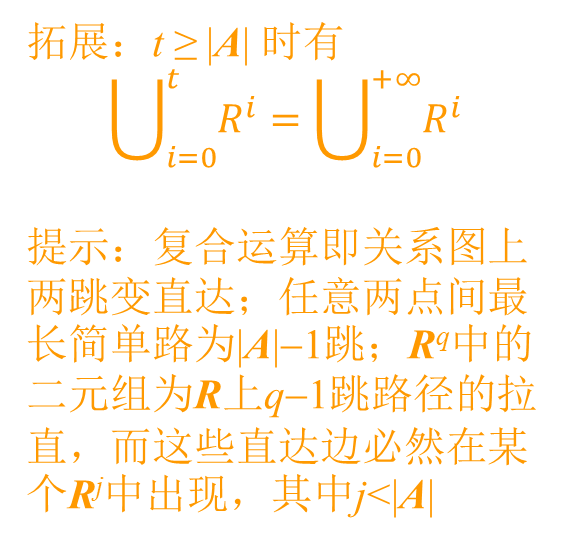 拓展：t ≥ |A| 时有
⋃_{i=0}^{t} R^i = ⋃_{i=0}^{+∞} R^i
提示：复合运算即关系图上
两跳变直达；任意两点间最
长简单路为|A|−1跳；R^q中的
二元组为R上q−1跳路径的拉
直，而这些直达边必然在某
个R^j中出现，其中j<|A|